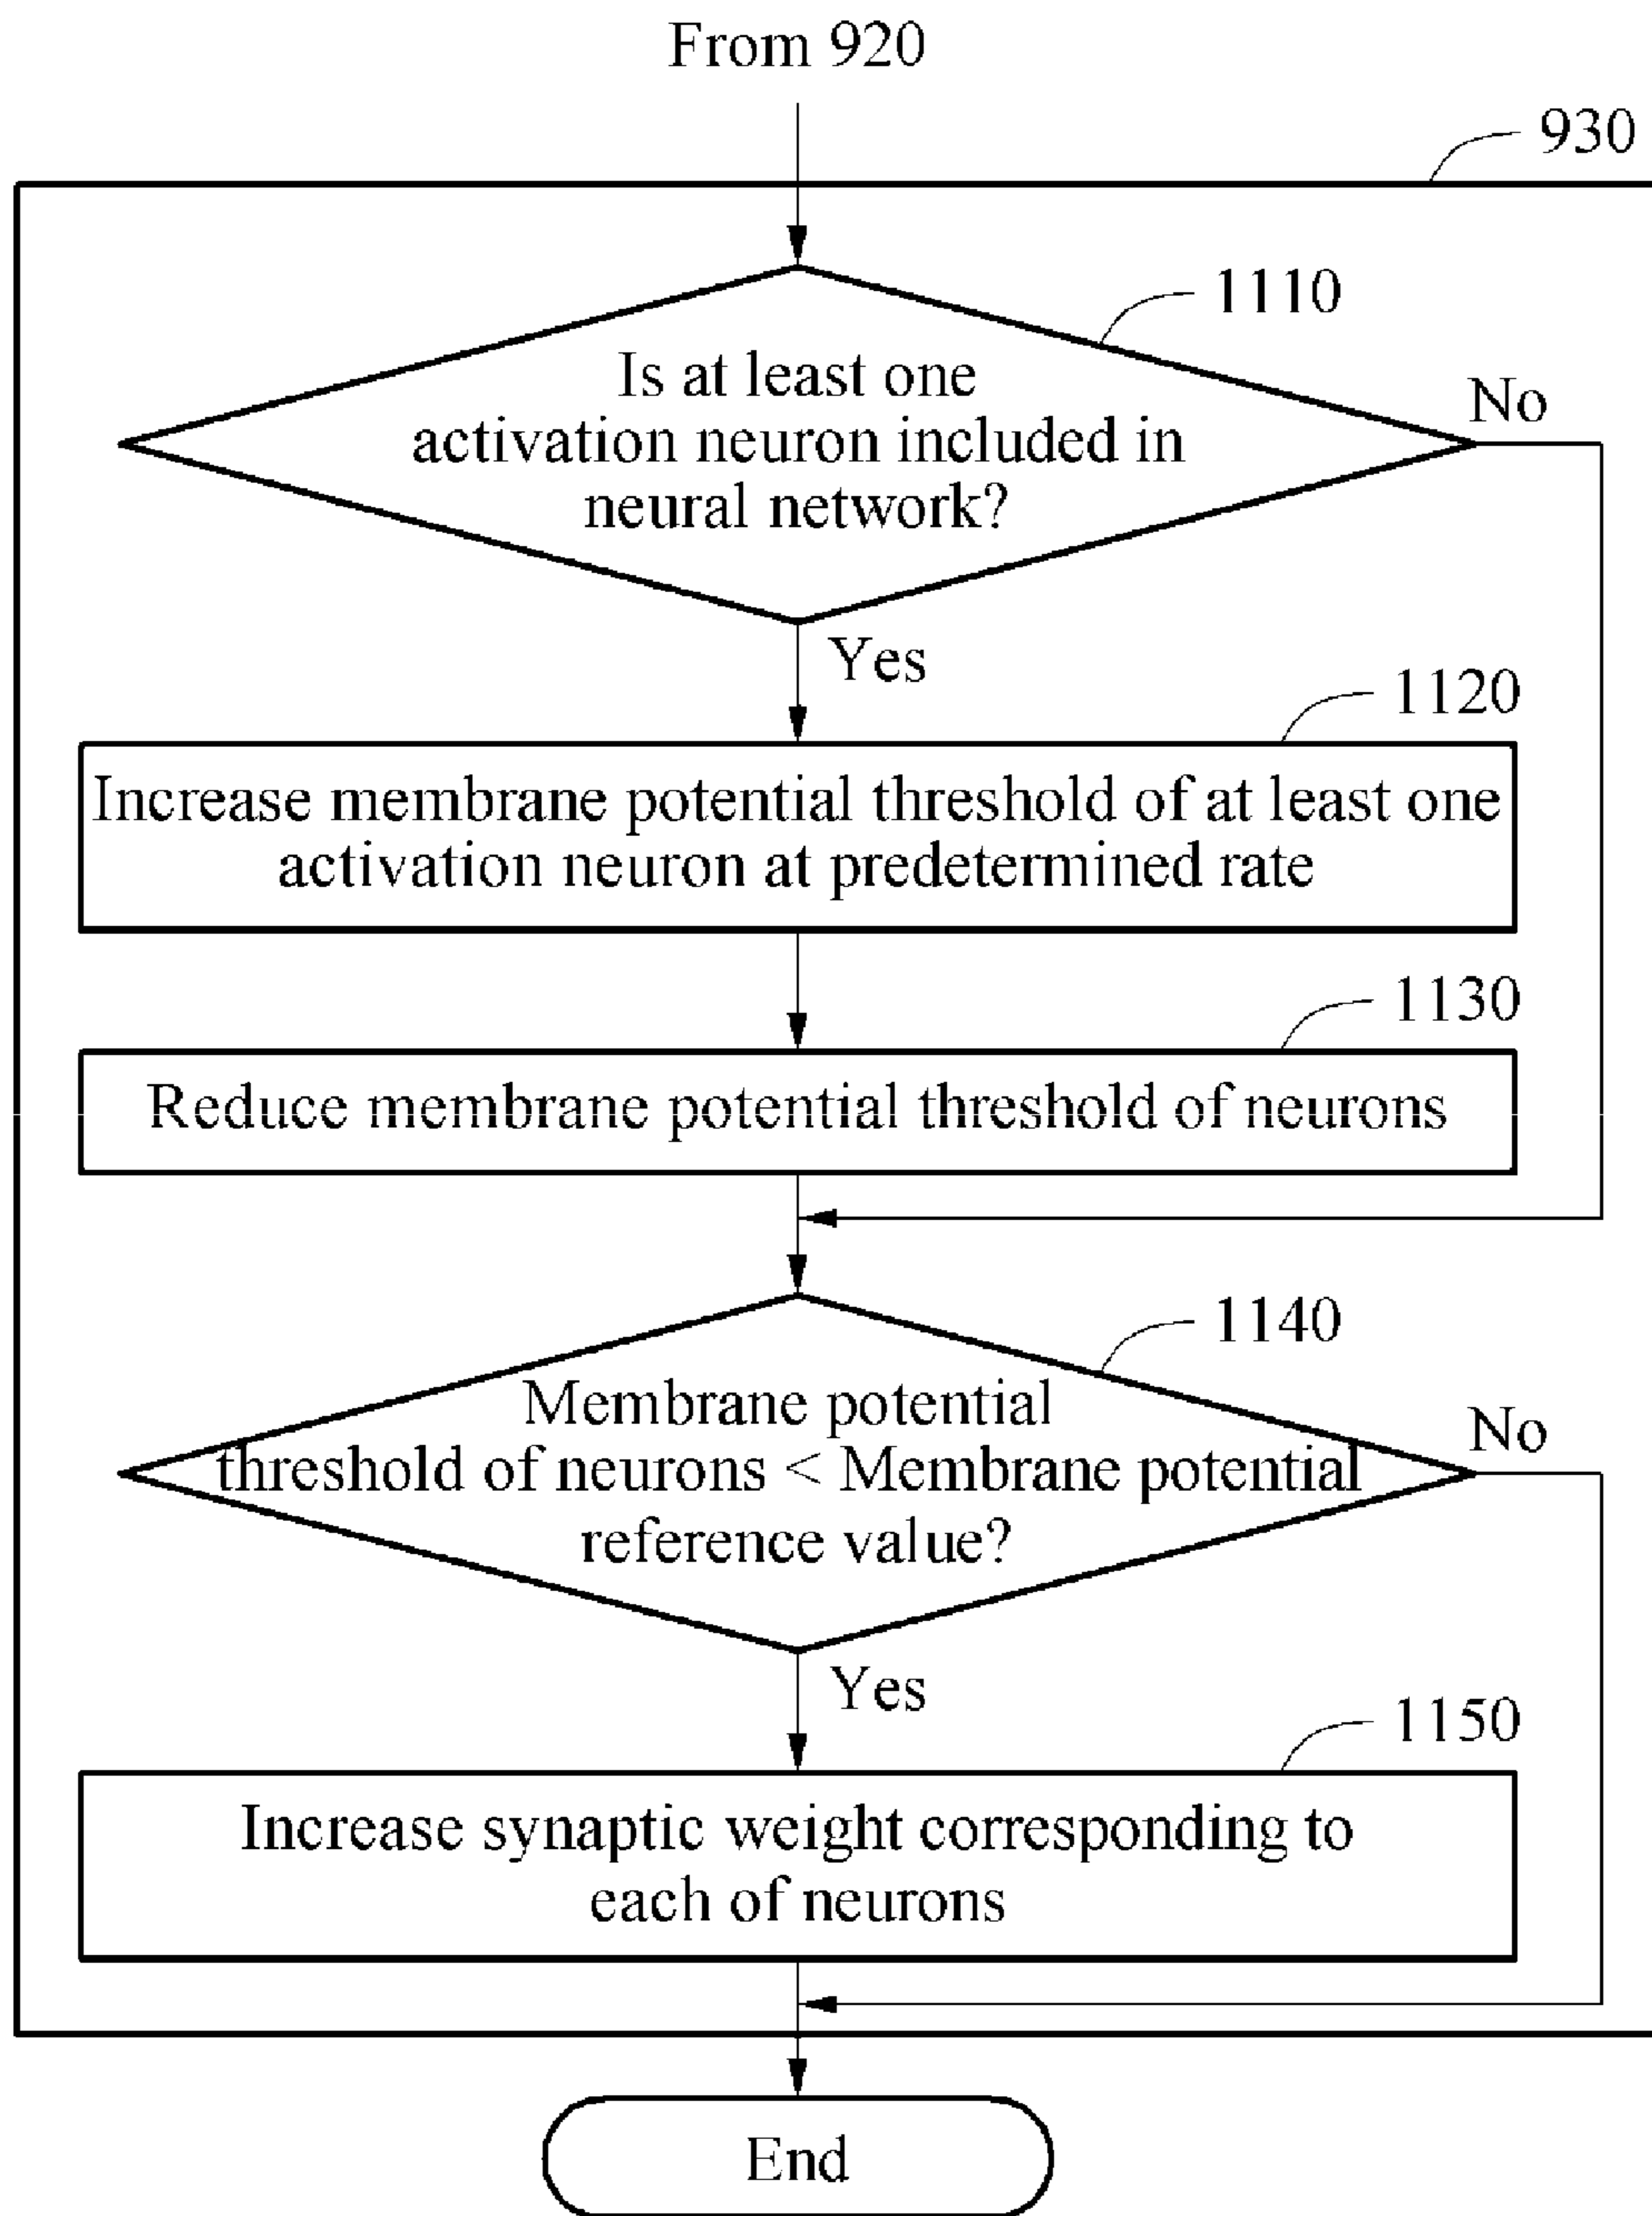 From 920
930
1110
Is at least one
activation neuron included in
neural network?
No
Yes
1120
Increase membrane potential threshold of at least one
activation neuron at predetermined rate
1130
Reduce membrane potential threshold of neurons
1140
Membrane potential
threshold of neurons < Membrane potential
reference value?
No
Yes
1150
Increase synaptic weight corresponding to
each of neurons
End